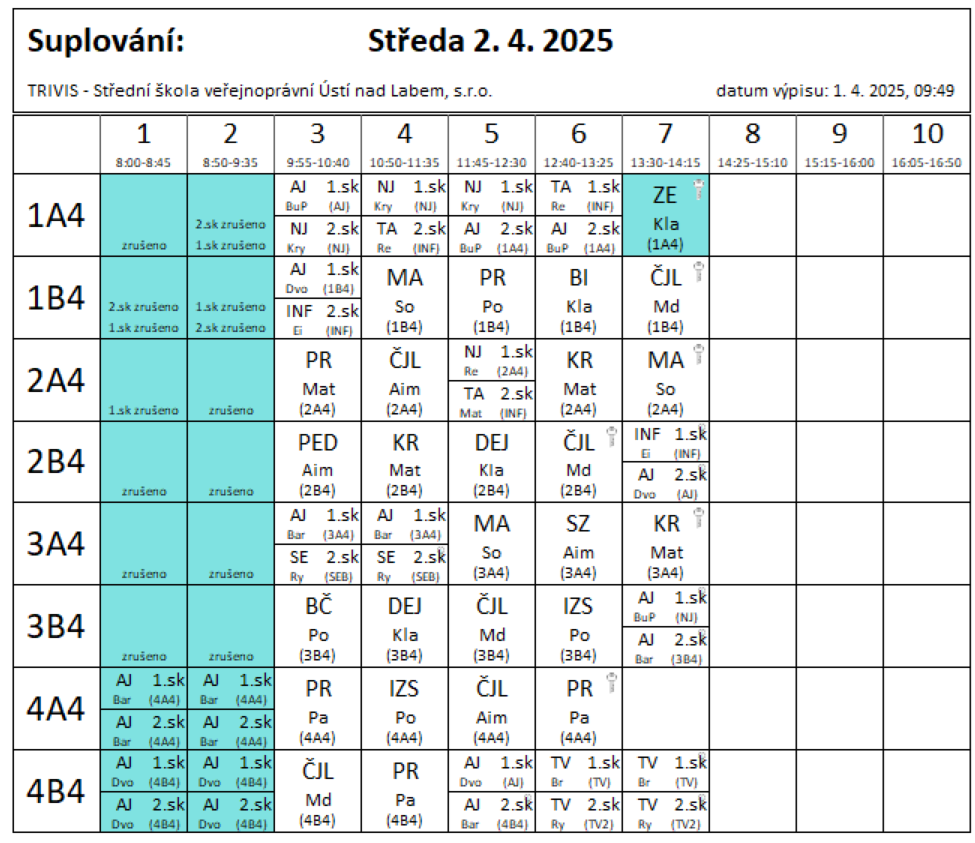 Suplování: Středa 2. 4. 2025
TRIVIS - Střední škola veřejnoprávní Ústí nad Labem, s.r.o. datum výpisu: 1. 4. 2025, 09:49
1 2 3 4 5 6 7 8 9 10
8:00-8:45 8:50-9:35 9:55-10:40 10:50-11:35 11:45-12:30 12:40-13:25 13:30-14:15 14:25-15:10 15:15-16:00 16:05-16:50
1A4
zrušeno
2.sk zrušeno
1.sk zrušeno
AJ 1.sk
BuP (AJ)
NJ 2.sk
Kry (NJ)
NJ 1.sk
Kry (NJ)
TA 2.sk
Re (INF)
NJ 1.sk
Kry (NJ)
AJ 2.sk
BuP (1A4)
TA 1.sk
Re (INF)
AJ 2.sk
BuP (1A4)
ZE
Kla
(1A4)
1B4
2.sk zrušeno
1.sk zrušeno
1.sk zrušeno
2.sk zrušeno
AJ 1.sk
Dvo (1B4)
INF 2.sk
Ei (INF)
MA
So
(1B4)
PR
Po
(1B4)
BI
Kla
(1B4)
ČJL
Md
(1B4)
2A4
1.sk zrušeno
zrušeno
PR
Mat
(2A4)
ČJL
Aim
(2A4)
NJ 1.sk
Re (2A4)
TA 2.sk
Mat (INF)
KR
Mat
(2A4)
MA
So
(2A4)
2B4
zrušeno
zrušeno
PED
Aim
(2B4)
KR
Mat
(2B4)
DEJ
Kla
(2B4)
ČJL
Md
(2B4)
INF 1.sk
Ei (INF)
AJ 2.sk
Dvo (AJ)
3A4
zrušeno
zrušeno
AJ 1.sk
Bar (3A4)
SE 2.sk
Ry (SEB)
AJ 1.sk
Bar (3A4)
SE 2.sk
Ry (SEB)
MA
So
(3A4)
SZ
Aim
(3A4)
KR
Mat
(3A4)
3B4
zrušeno
zrušeno
BČ
Po
(3B4)
DEJ
Kla
(3B4)
ČJL
Md
(3B4)
IZS
Po
(3B4)
AJ 1.sk
BuP (NJ)
AJ 2.sk
Bar (3B4)
4A4
AJ 1.sk
Bar (4A4)
AJ 2.sk
Bar (4A4)
AJ 1.sk
Bar (4A4)
AJ 2.sk
Bar (4A4)
PR
Pa
(4A4)
IZS
Po
(4A4)
ČJL
Aim
(4A4)
PR
Pa
(4A4)
4B4
AJ 1.sk
Dvo (4B4)
AJ 2.sk
Dvo (4B4)
AJ 1.sk
Dvo (4B4)
AJ 2.sk
Dvo (4B4)
ČJL
Md
(4B4)
PR
Pa
(4B4)
AJ 1.sk
Dvo (AJ)
AJ 2.sk
Bar (4B4)
TV 1.sk
Br (TV)
TV 2.sk
Ry (TV2)
TV 1.sk
Br (TV)
TV 2.sk
Ry (TV2)